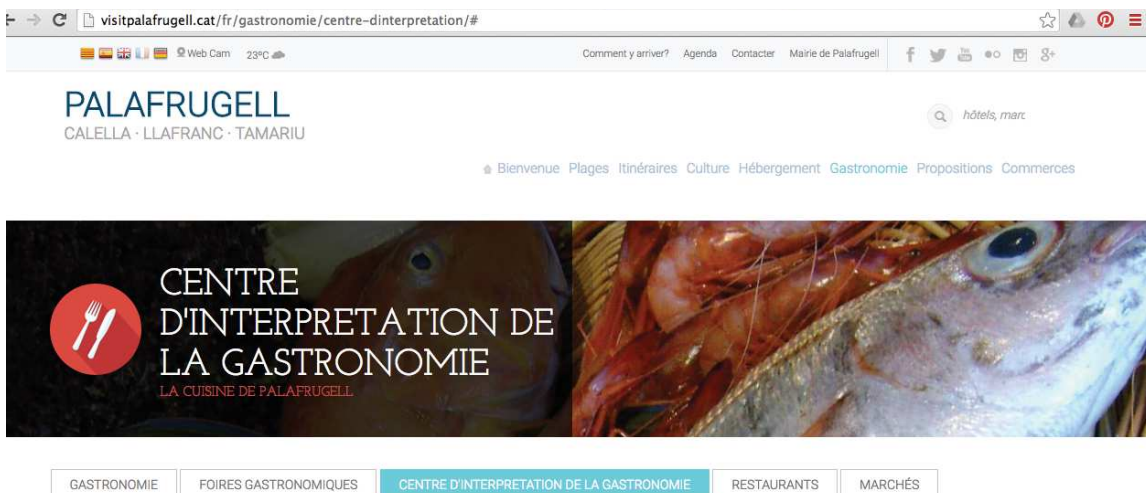 visitpalafrugell.cat/fr/gastronomie/centre-dinterpretation/#
Web Cam 23ºC Comment y arriver? Agenda Contacter Mairie de Palafrugell
PALAFRUGELL
CALELLA · LLAFRANC · TAMARIU
hôtels, marc
Bienvenue Plages Itinéraires Culture Hébergement Gastronomie Propositions Commerces
CENTRE
D'INTERPRETATION DE
LA GASTRONOMIE
LA CUISINE DE PALAFRUGELL
GASTRONOMIE FOIRES GASTRONOMIQUES CENTRE D'INTERPRETATION DE LA GASTRONOMIE RESTAURANTS MARCHÉS